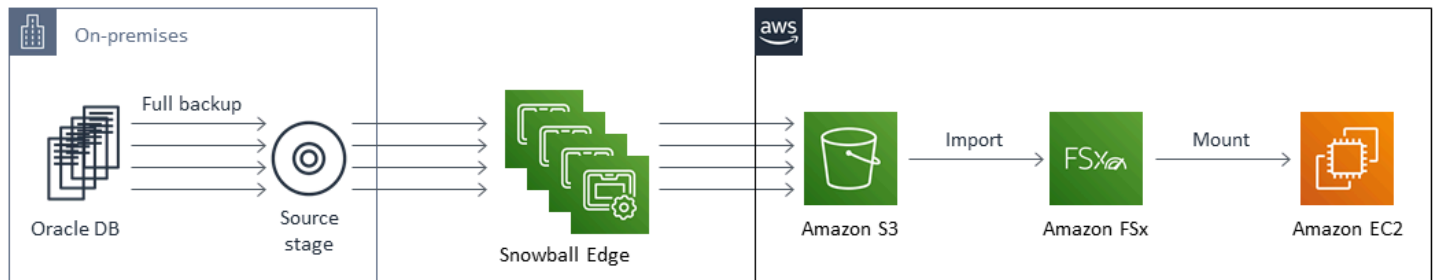 On-premises
aws
Full backup
Import
Mount
FSx
Oracle DB
Source
stage
Snowball Edge
Amazon S3
Amazon FSx
Amazon EC2